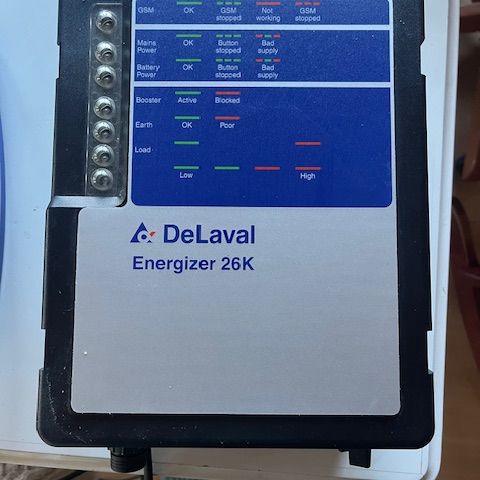 GSM OK GSM stopped Not working GSM stopped
Mains Power OK Button stopped Bad supply
Battery Power OK Button stopped Bad supply
Booster Active Blocked
Earth OK Poor
Load
Low High
DeLaval
Energizer 26K